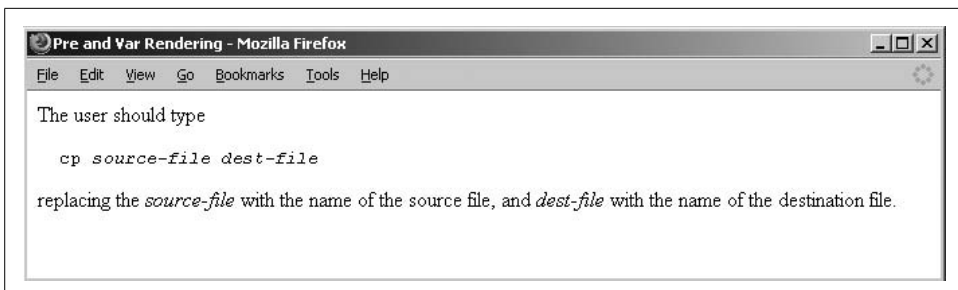 Pre and Var Rendering - Mozilla Firefox
File Edit View Go Bookmarks Tools Help
The user should type
cp source-file dest-file
replacing the source-file with the name of the source file, and dest-file with the name of the destination file.